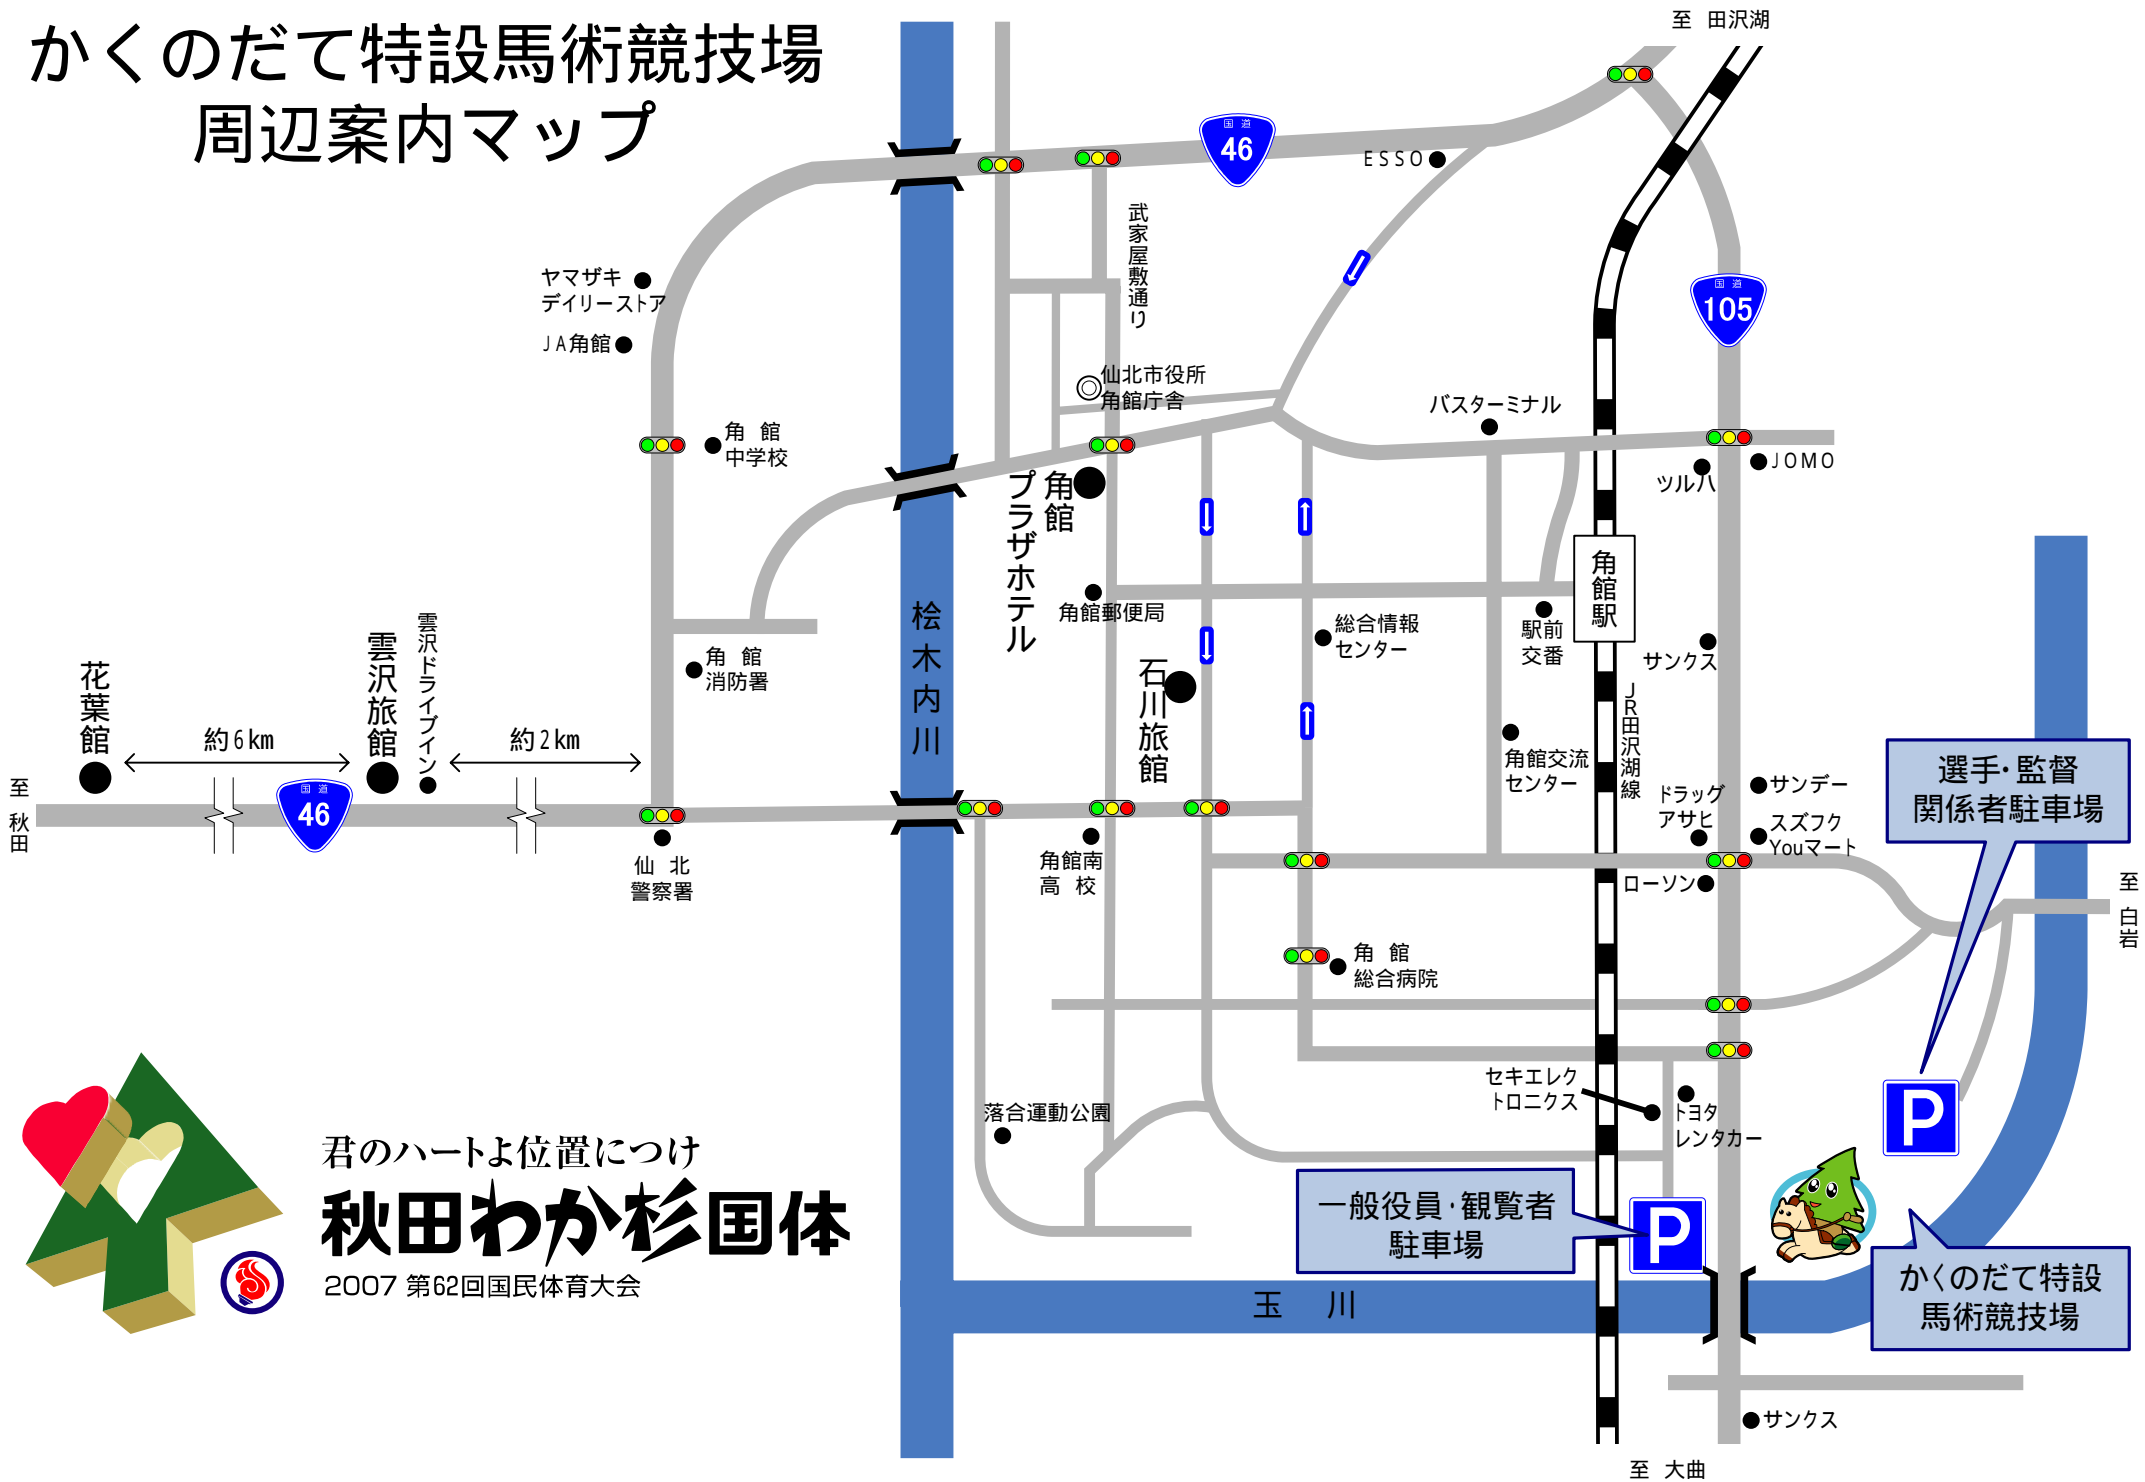 かくのだて特設馬術競技場
周辺案内マップ
至 田沢湖
国道
46
ESSO
武家屋敷通り
ヤマザキ
デイリーストア
JA角館
国道
105
仙北市役所
角館庁舎
バスターミナル
角 館
中学校
JOMO
ツルハ
角館
プラザホテル
角館駅
角館郵便局
桧木内川
総合情報
センター
駅前
交番
サンクス
角 館
消防署
雲沢ドライブイン
雲沢旅館
花葉館
石川旅館
JR田沢湖線
約6km
約2km
角館交流
センター
選手・監督
関係者駐車場
至 秋田
国道
46
ドラッグ
アサヒ
サンデー
スズフク
Youマート
仙 北
警察署
角館南
高 校
ローソン
至 白岩
角 館
総合病院
セキエレク
トロニクス
トヨタ
レンタカー
落合運動公園
P
君のハートよ位置につけ
秋田わか杉国体
2007 第62回国民体育大会
一般役員・観覧者
駐車場
P
かくのだて特設
馬術競技場
玉 川
サンクス
至 大曲